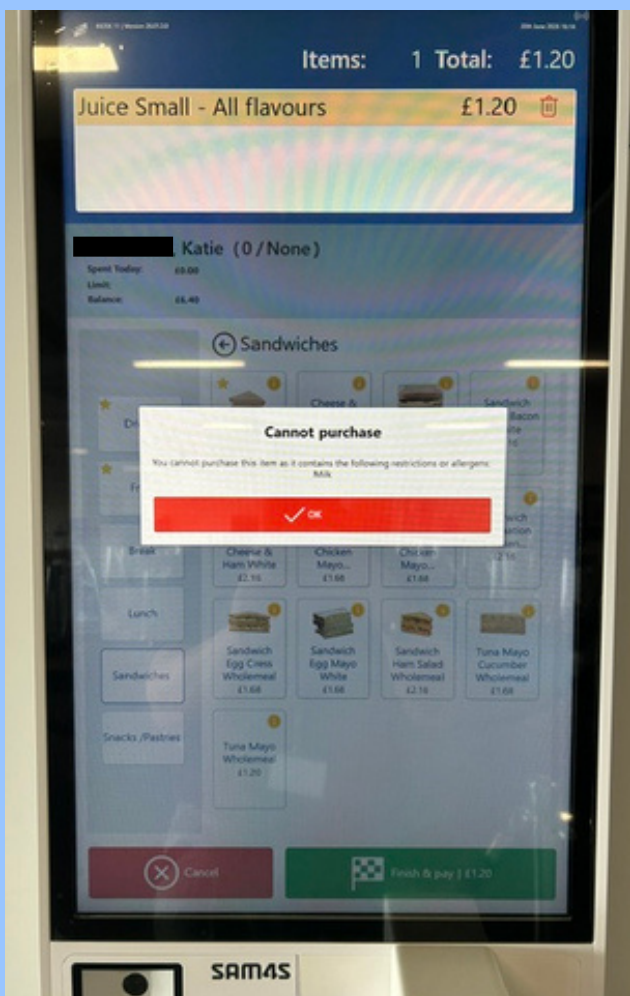 Items: 1 Total: £1.20
Juice Small - All flavours £1.20
, Katie (0/None)
Spent Today: £0.00
Limit:
Balance: £6.40
Sandwiches
Cheese &
Sandwich
Bacon
Cannot purchase
You cannot purchase this item as it contains the following restrictions or allergens:
Milk
OK
Break
Cheese &
Ham White
£2.16
Chicken
Mayo...
£1.68
Chicken
Mayo...
£1.68
Lunch
Sandwiches
Snacks /Pastries
Sandwich
Egg Cress
Wholemeal
£1.68
Sandwich
Egg Mayo
White
£1.68
Sandwich
Ham Salad
Wholemeal
£2.16
Tuna Mayo
Cucumber
Wholemeal
£1.68
Tuna Mayo
Wholemeal
£1.20
Cancel
Finish & pay | £1.20
SAM4S